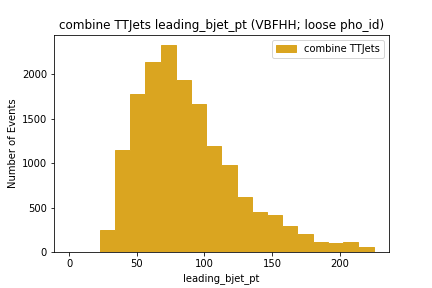 combine TTJets leading_bjet_pt (VBFHH; loose pho_id)
combine TTJets
Number of Events
2000
1500
1000
500
0
0
50
100
150
200
leading_bjet_pt